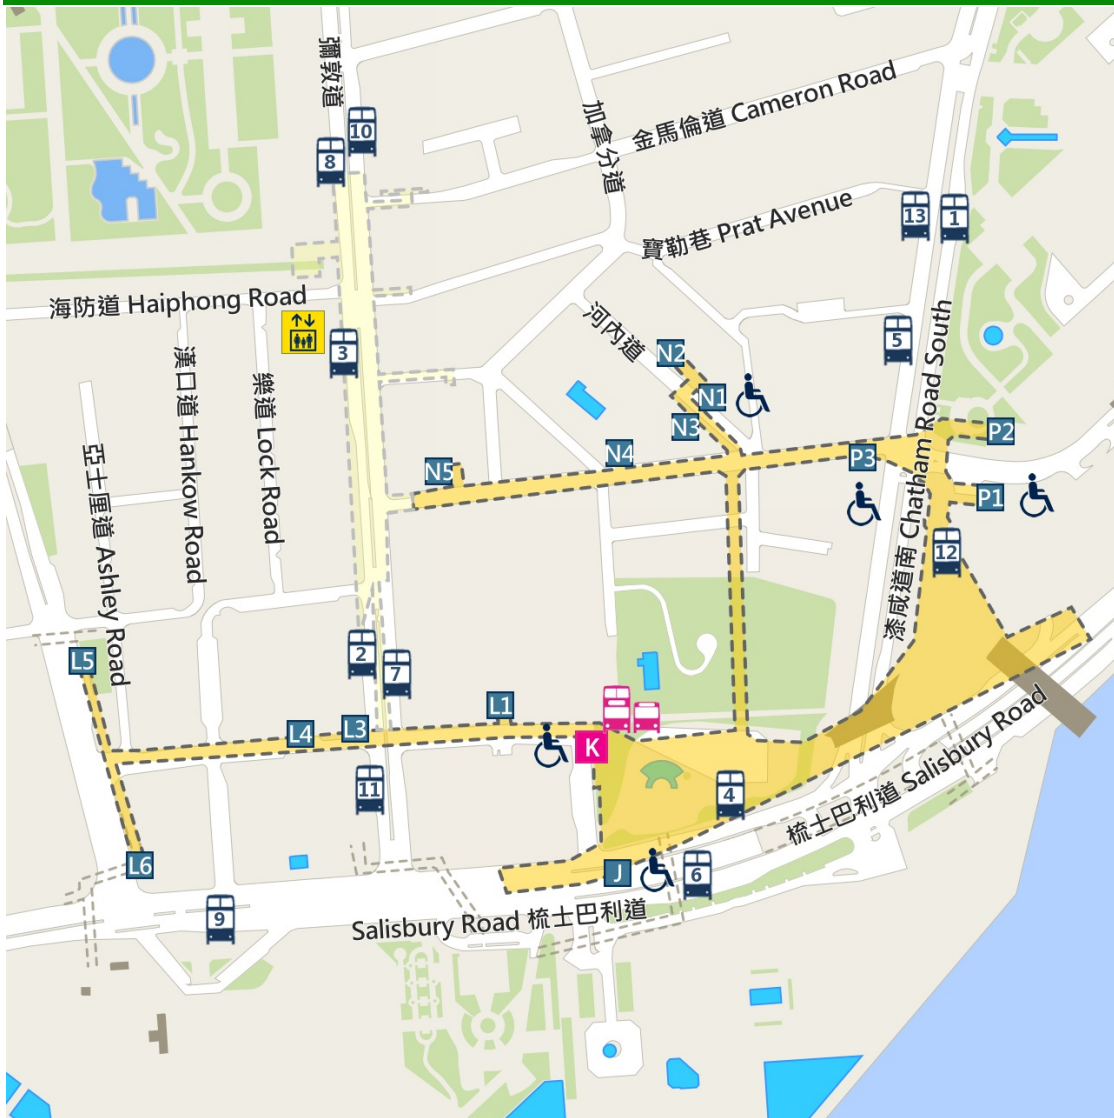 彌敦道
10
8
加拿分道
金馬倫道 Cameron Road
寶勒巷 Prat Avenue
13
1
海防道 Haiphong Road
3
河內道
5
N2
N1
N3
漢口道 Hankow Road
樂道 Lock Road
亞士厘道 Ashley Road
N5
N4
P3
P2
P1
漆咸道南 Chatham Road South
12
2
7
L5
L1
L4
L3
K
11
4
梳士巴利道 Salisbury Road
L6
J
6
9
Salisbury Road 梳士巴利道